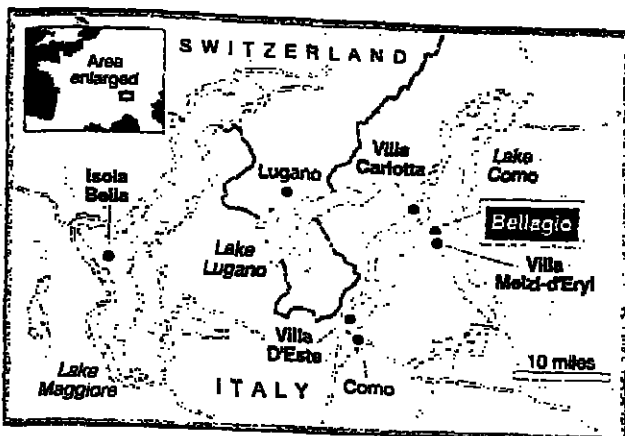 SWITZERLAND
Area
enlarged
Isola
Bella
Lugano
Villa
Carlotta
Lake
Como
Bellagio
Lake
Lugano
Villa
Melzi-d'Eryl
Villa
D'Este
Como
10 miles
Lake
Maggiore
ITALY